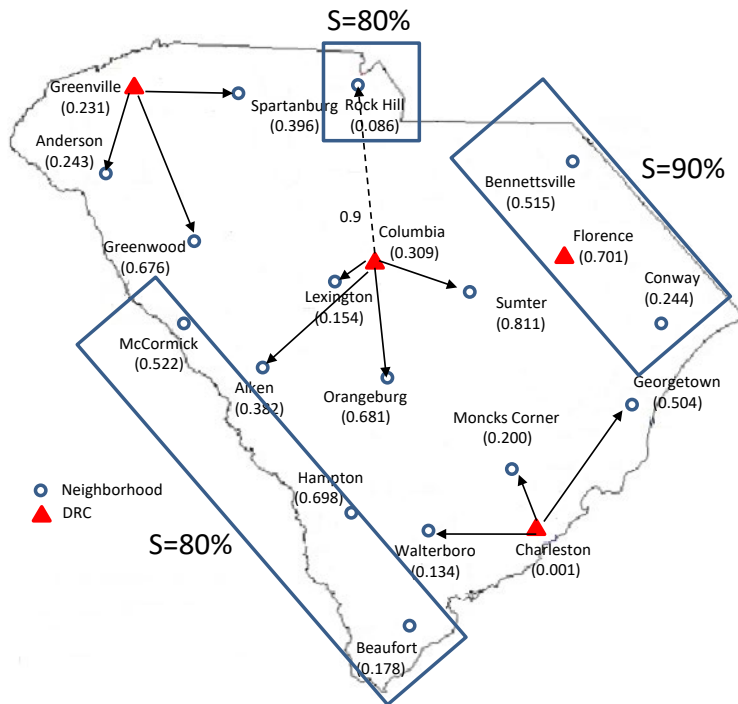 S=80%
Greenville
(0.231)
Spartanburg
(0.396)
Rock Hill
(0.086)
Anderson
(0.243)
S=90%
Bennettsville
(0.515)
0.9
Columbia
(0.309)
Florence
(0.701)
Greenwood
(0.676)
Lexington
(0.154)
Sumter
(0.811)
Conway
(0.244)
McCormick
(0.522)
Aiken
(0.382)
Orangeburg
(0.681)
Georgetown
(0.504)
Moncks Corner
(0.200)
Hampton
(0.698)
Neighborhood
DRC
S=80%
Walterboro
(0.134)
Charleston
(0.001)
Beaufort
(0.178)